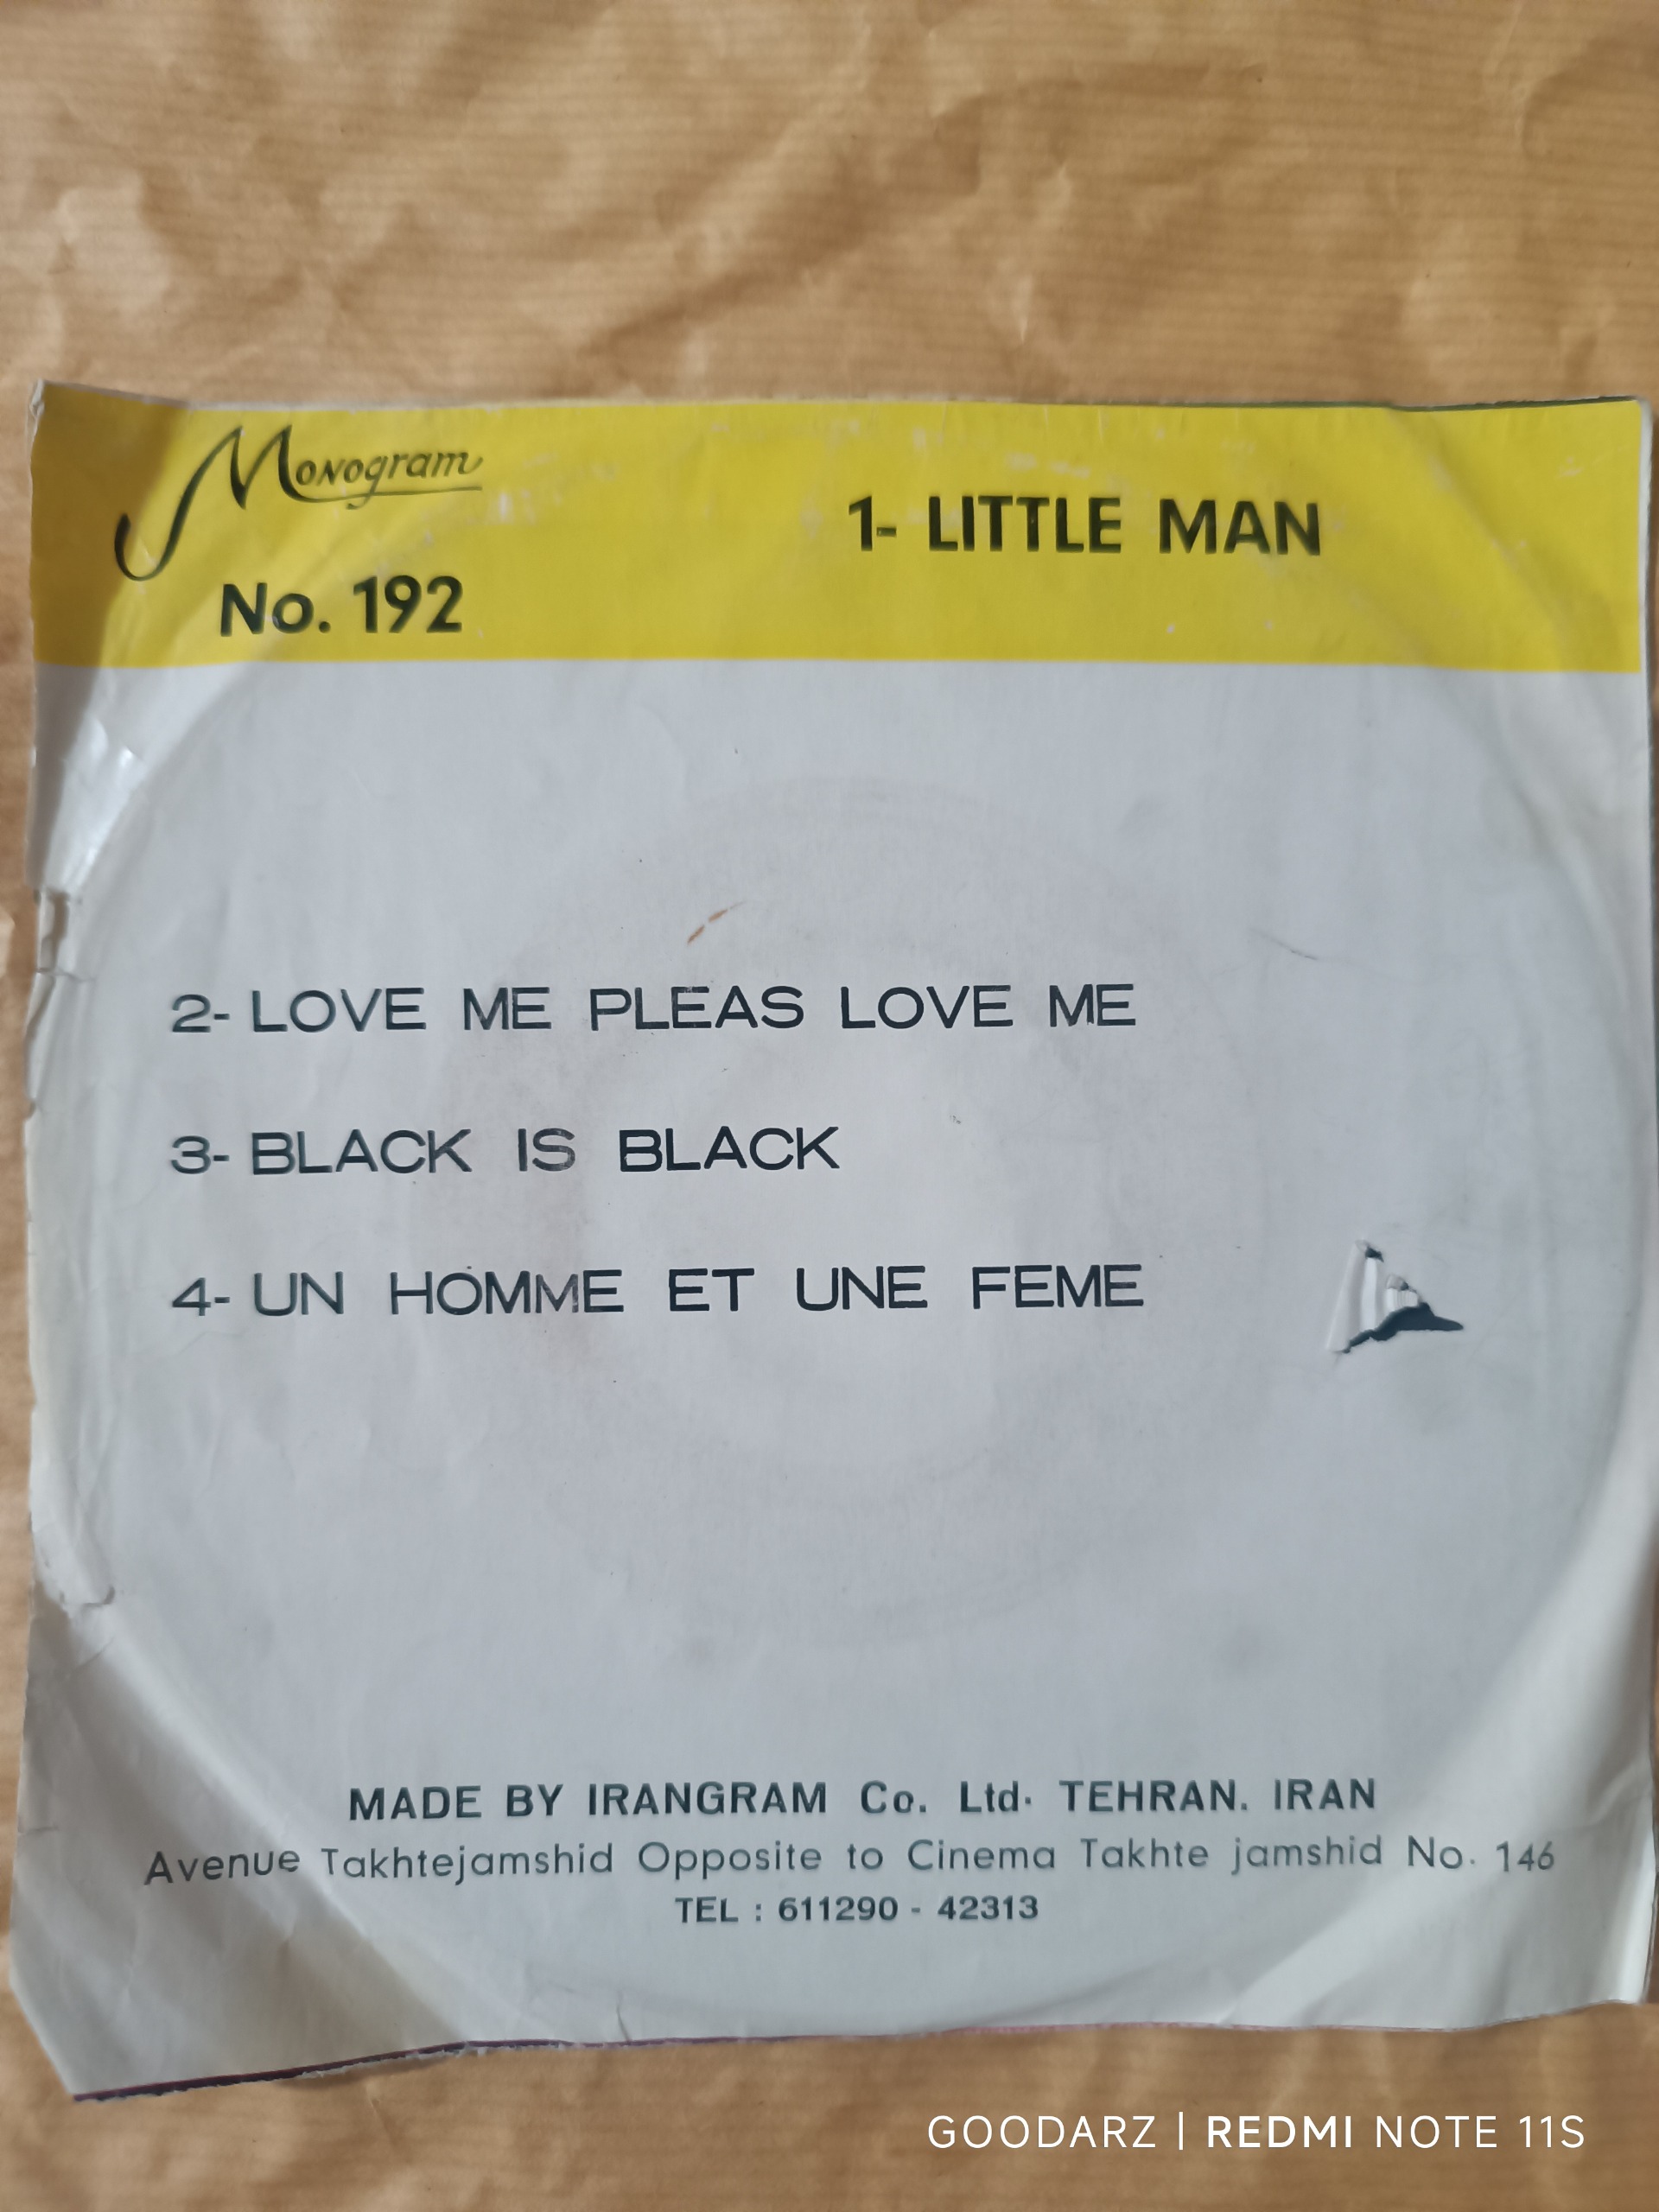 Monogram
No. 192
1- LITTLE MAN
2- LOVE ME PLEAS LOVE ME
3- BLACK IS BLACK
4- UN HOMME ET UNE FEME
MADE BY IRANGRAM Co. Ltd. TEHRAN. IRAN
Avenue Takhtejamshid Opposite to Cinema Takhte jamshid No. 146
TEL : 611290 - 42313
GOODARZ | REDMI NOTE 11S